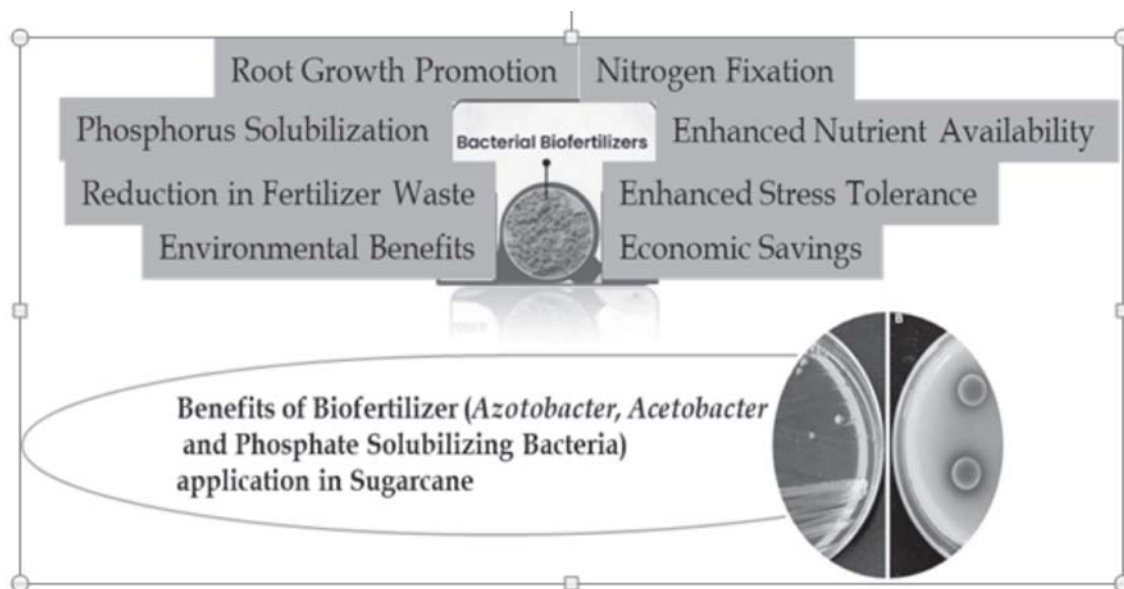 Root Growth Promotion
Nitrogen Fixation
Phosphorus Solubilization
Bacterial Biofertilizers
Enhanced Nutrient Availability
Reduction in Fertilizer Waste
Enhanced Stress Tolerance
Environmental Benefits
Economic Savings
B
Benefits of Biofertilizer (Azotobacter, Acetobacter
and Phosphate Solubilizing Bacteria)
application in Sugarcane